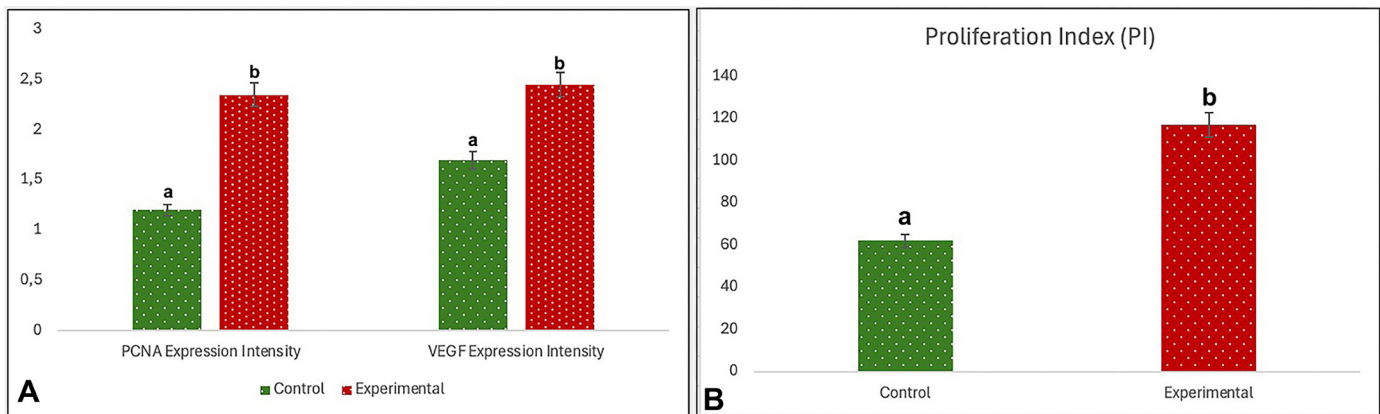 3
2,5
2
1,5
1
0,5
0
a
b
a
b
PCNA Expression Intensity
VEGF Expression Intensity
Control
Experimental
A
Proliferation Index (PI)
140
120
100
80
60
40
20
0
a
b
Control
Experimental
B